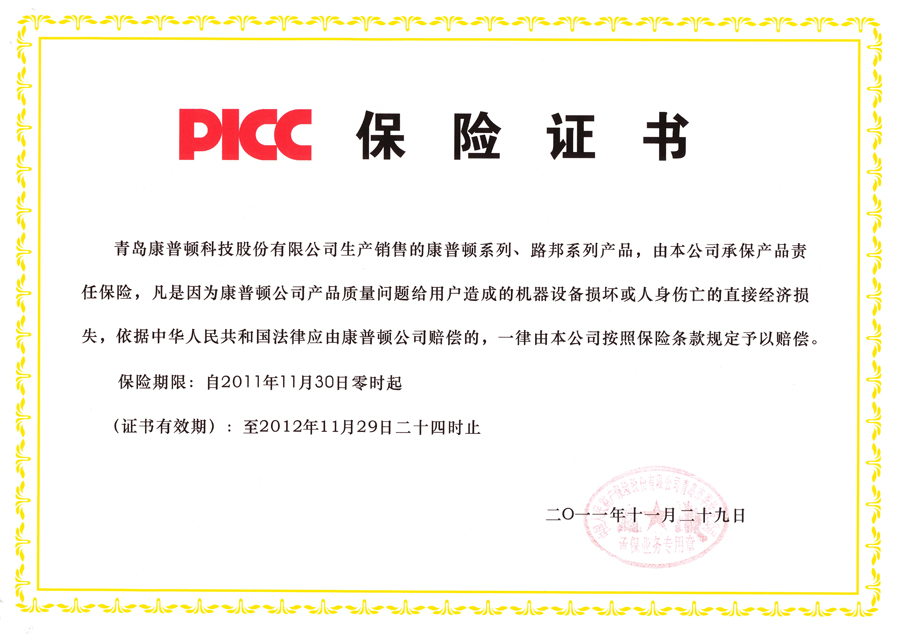 PICC 保险证书
青岛康普顿科技股份有限公司生产销售的康普顿系列、路邦系列产品，由本公司承保产品责
任保险，凡是因为康普顿公司产品质量问题给用户造成的机器设备损坏或人身伤亡的直接经济损
失，依据中华人民共和国法律应由康普顿公司赔偿的，一律由本公司按照保险条款规定予以赔偿。
保险期限：自2011年11月30日零时起
（证书有效期）：至2012年11月29日二十四时止
二〇一一年十一月二十九日
承保业务专用章